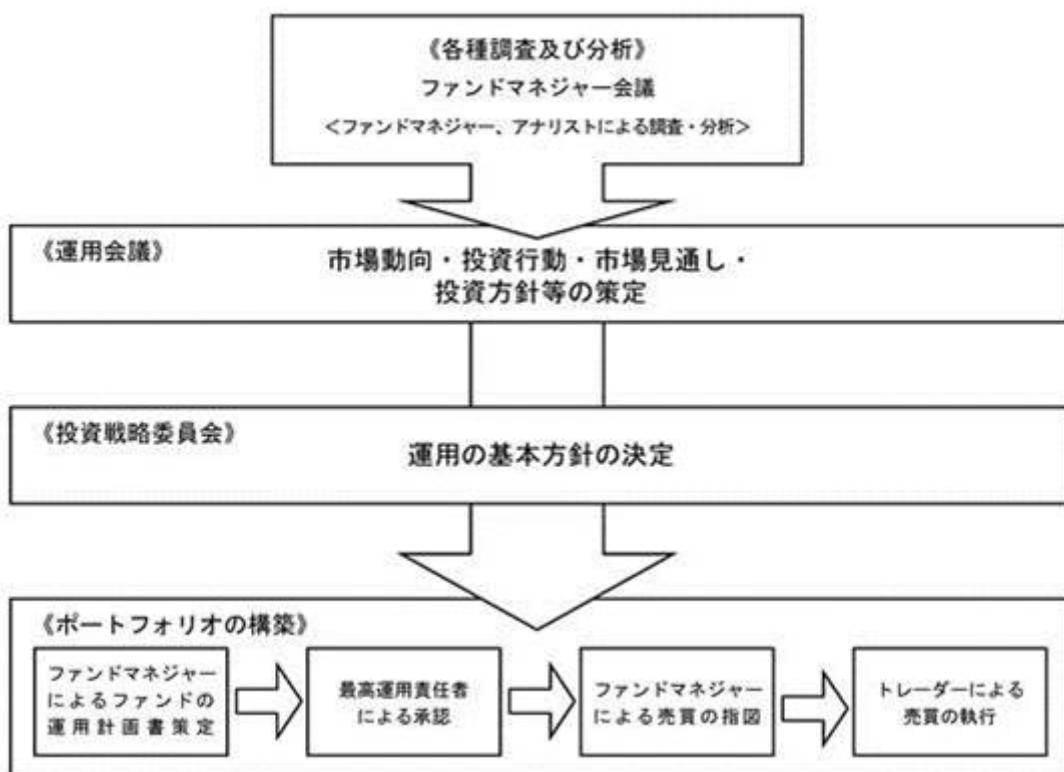 《各種調査及び分析》
ファンドマネジャー会議
＜ファンドマネジャー、アナリストによる調査・分析＞
《運用会議》
市場動向・投資行動・市場見通し・
投資方針等の策定
《投資戦略委員会》
運用の基本方針の決定
《ポートフォリオの構築》
ファンドマネジャー
によるファンドの
運用計画書策定
最高運用責任者
による承認
ファンドマネジャー
による売買の指図
トレーダーによる
売買の執行